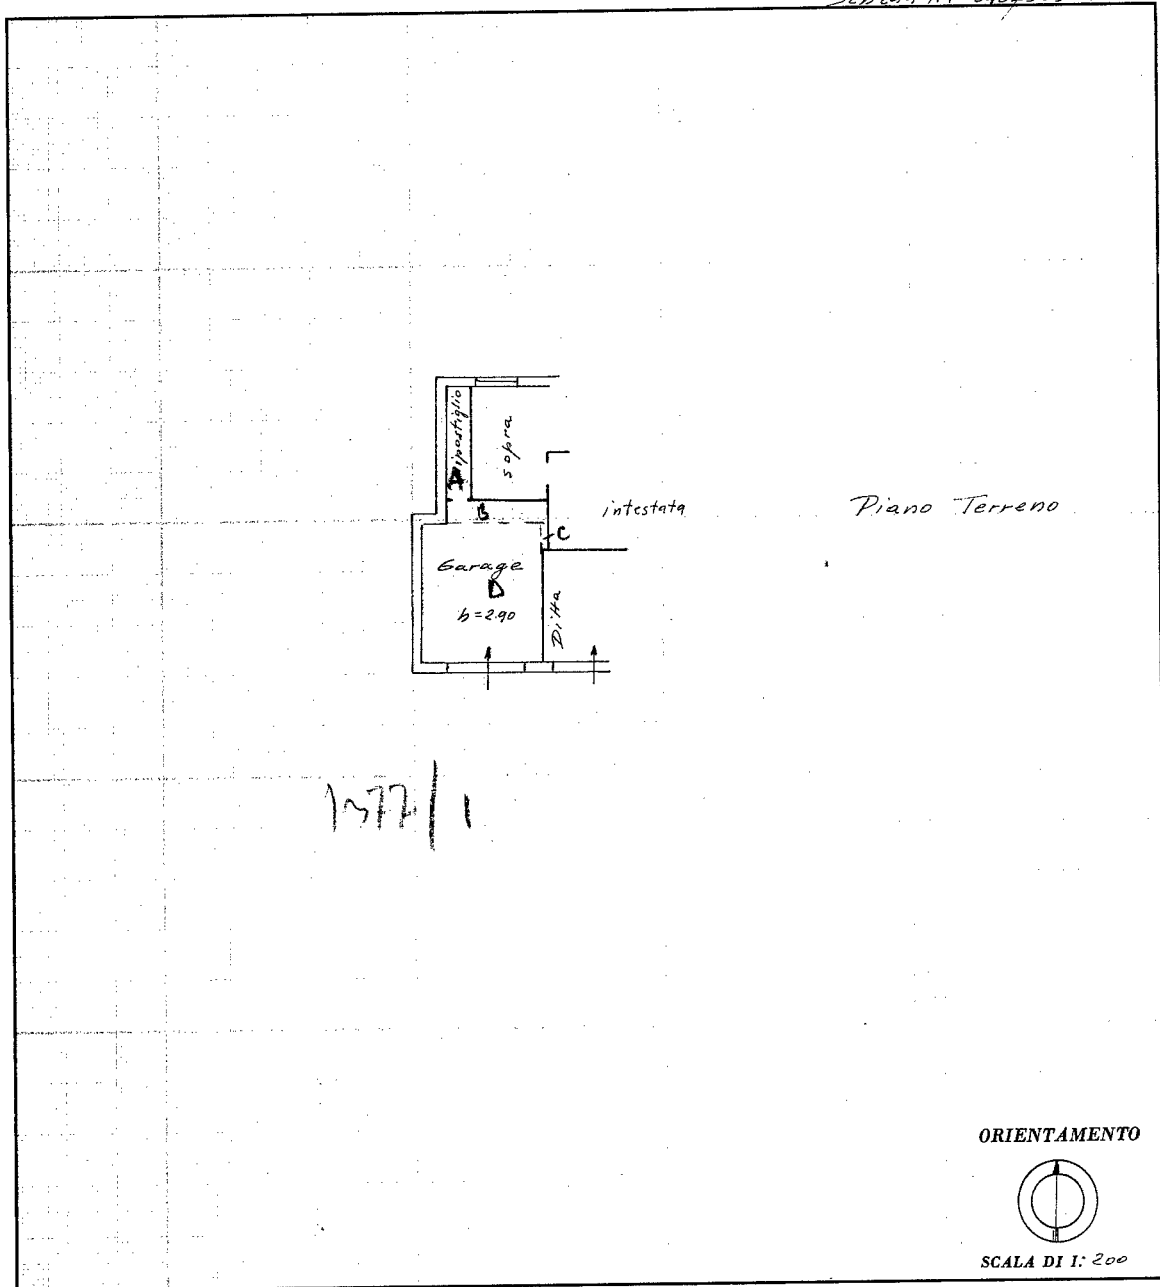 Ripostiglio
sopra
B
intestata
Piano Terreno
C
Garage
D
h=2.90
Ditta
1377/1
ORIENTAMENTO
SCALA DI 1: 200